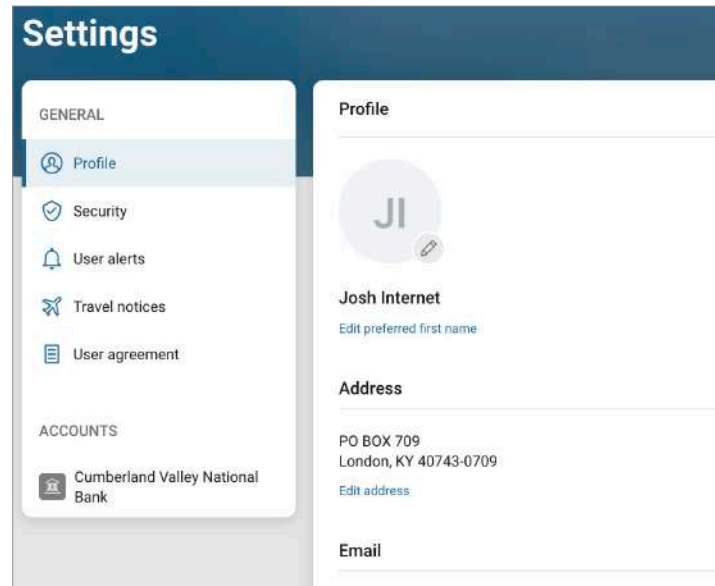 Settings
GENERAL
Profile
Security
User alerts
Travel notices
User agreement
ACCOUNTS
Cumberland Valley National
Bank
Profile
JI
Josh Internet
Edit preferred first name
Address
PO BOX 709
London, KY 40743-0709
Edit address
Email